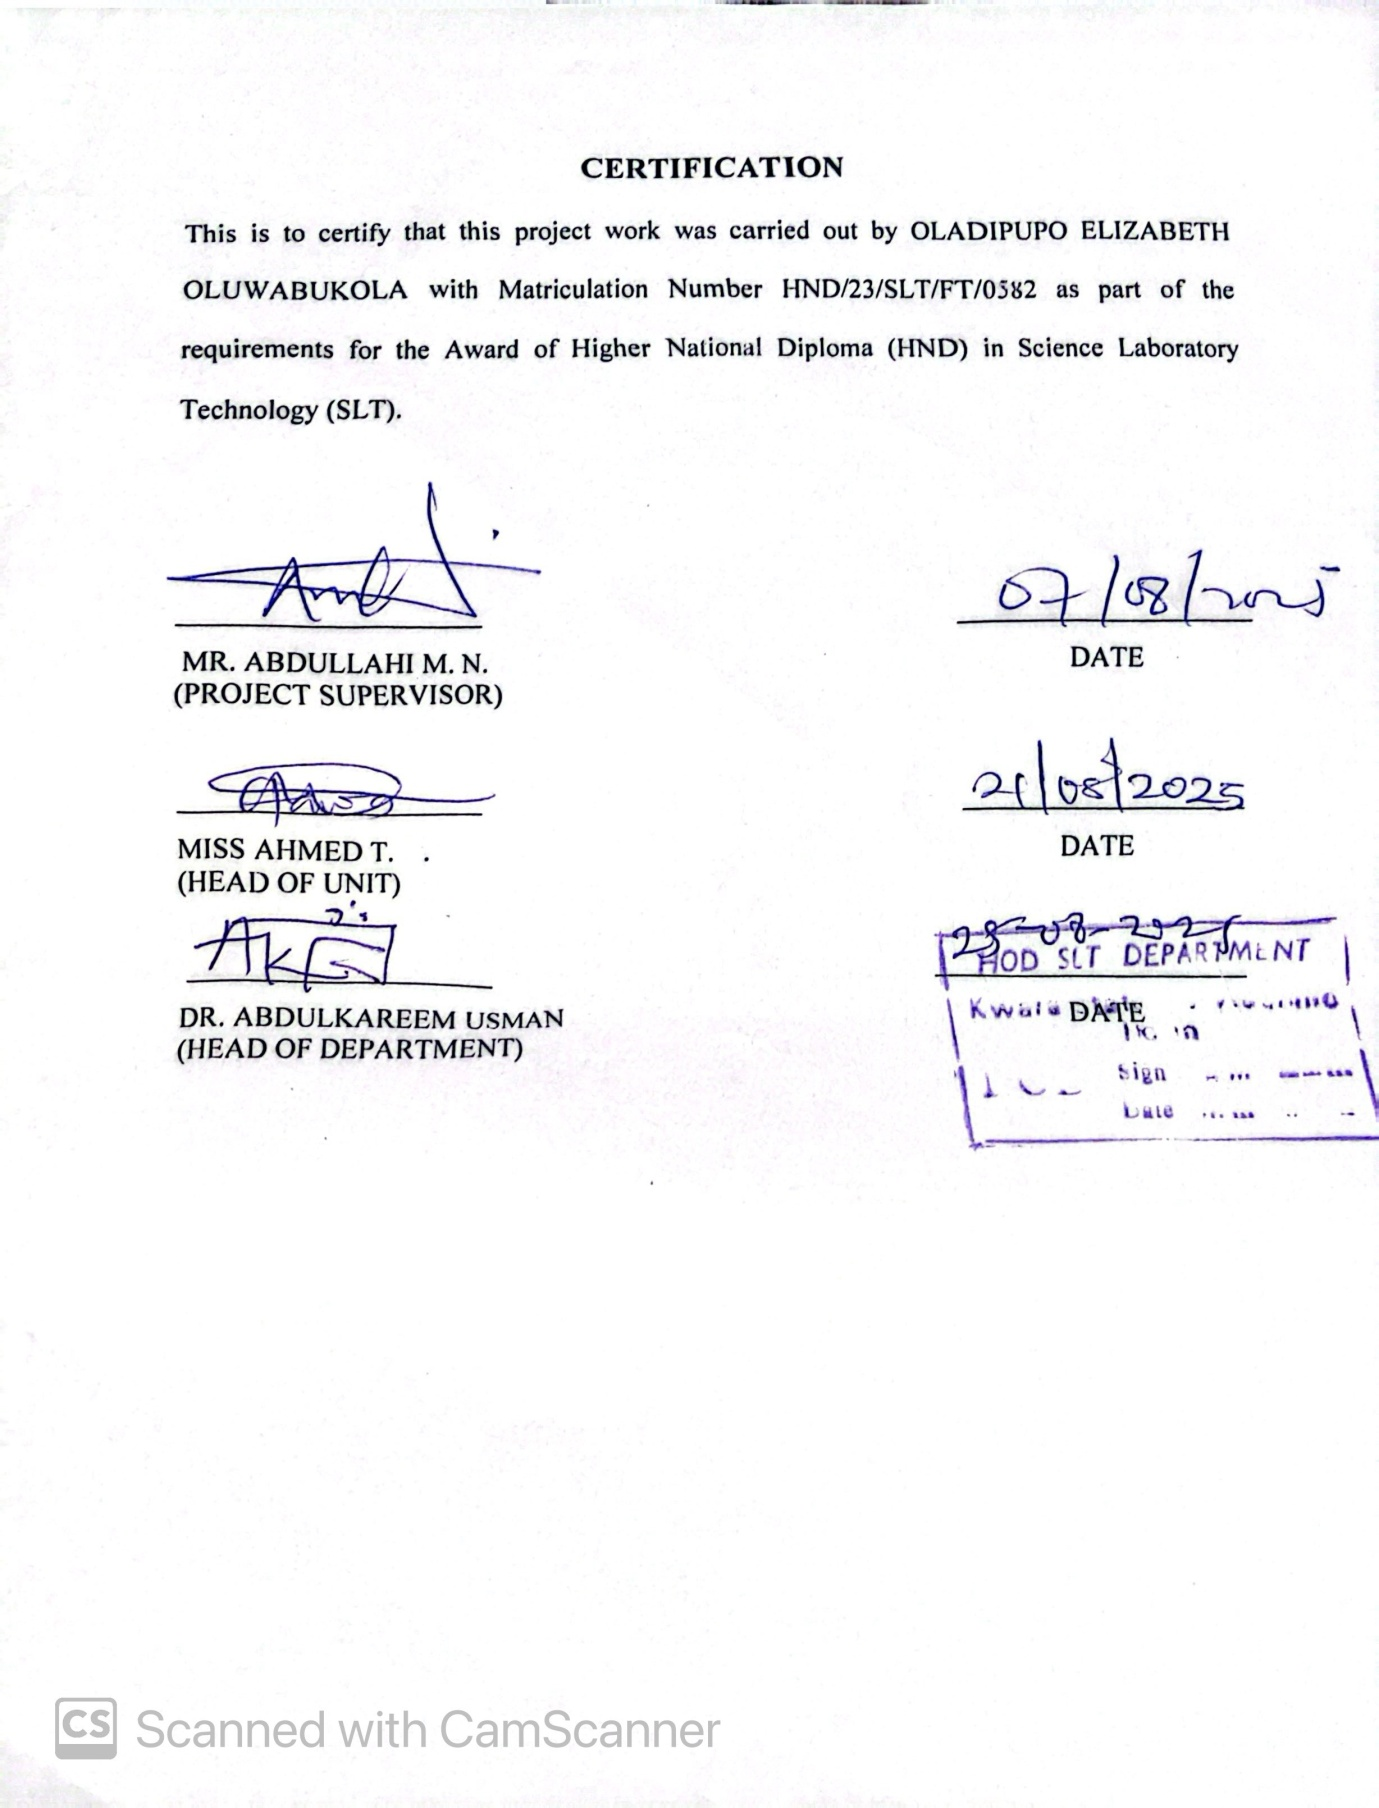 CERTIFICATION
This is to certify that this project work was carried out by OLADIPUPO ELIZABETH
OLUWABUKOLA with Matriculation Number HND/23/SLT/FT/0582 as part of the
requirements for the Award of Higher National Diploma (HND) in Science Laboratory
Technology (SLT).
07/08/2025
MR. ABDULLAHI M. N.
(PROJECT SUPERVISOR)
DATE
21/08/2025
MISS AHMED T.
(HEAD OF UNIT)
DATE
HOD SLT DEPARTMENT
DR. ABDULKAREEM USMAN
(HEAD OF DEPARTMENT)
DATE
Sign
Date
CS Scanned with CamScanner